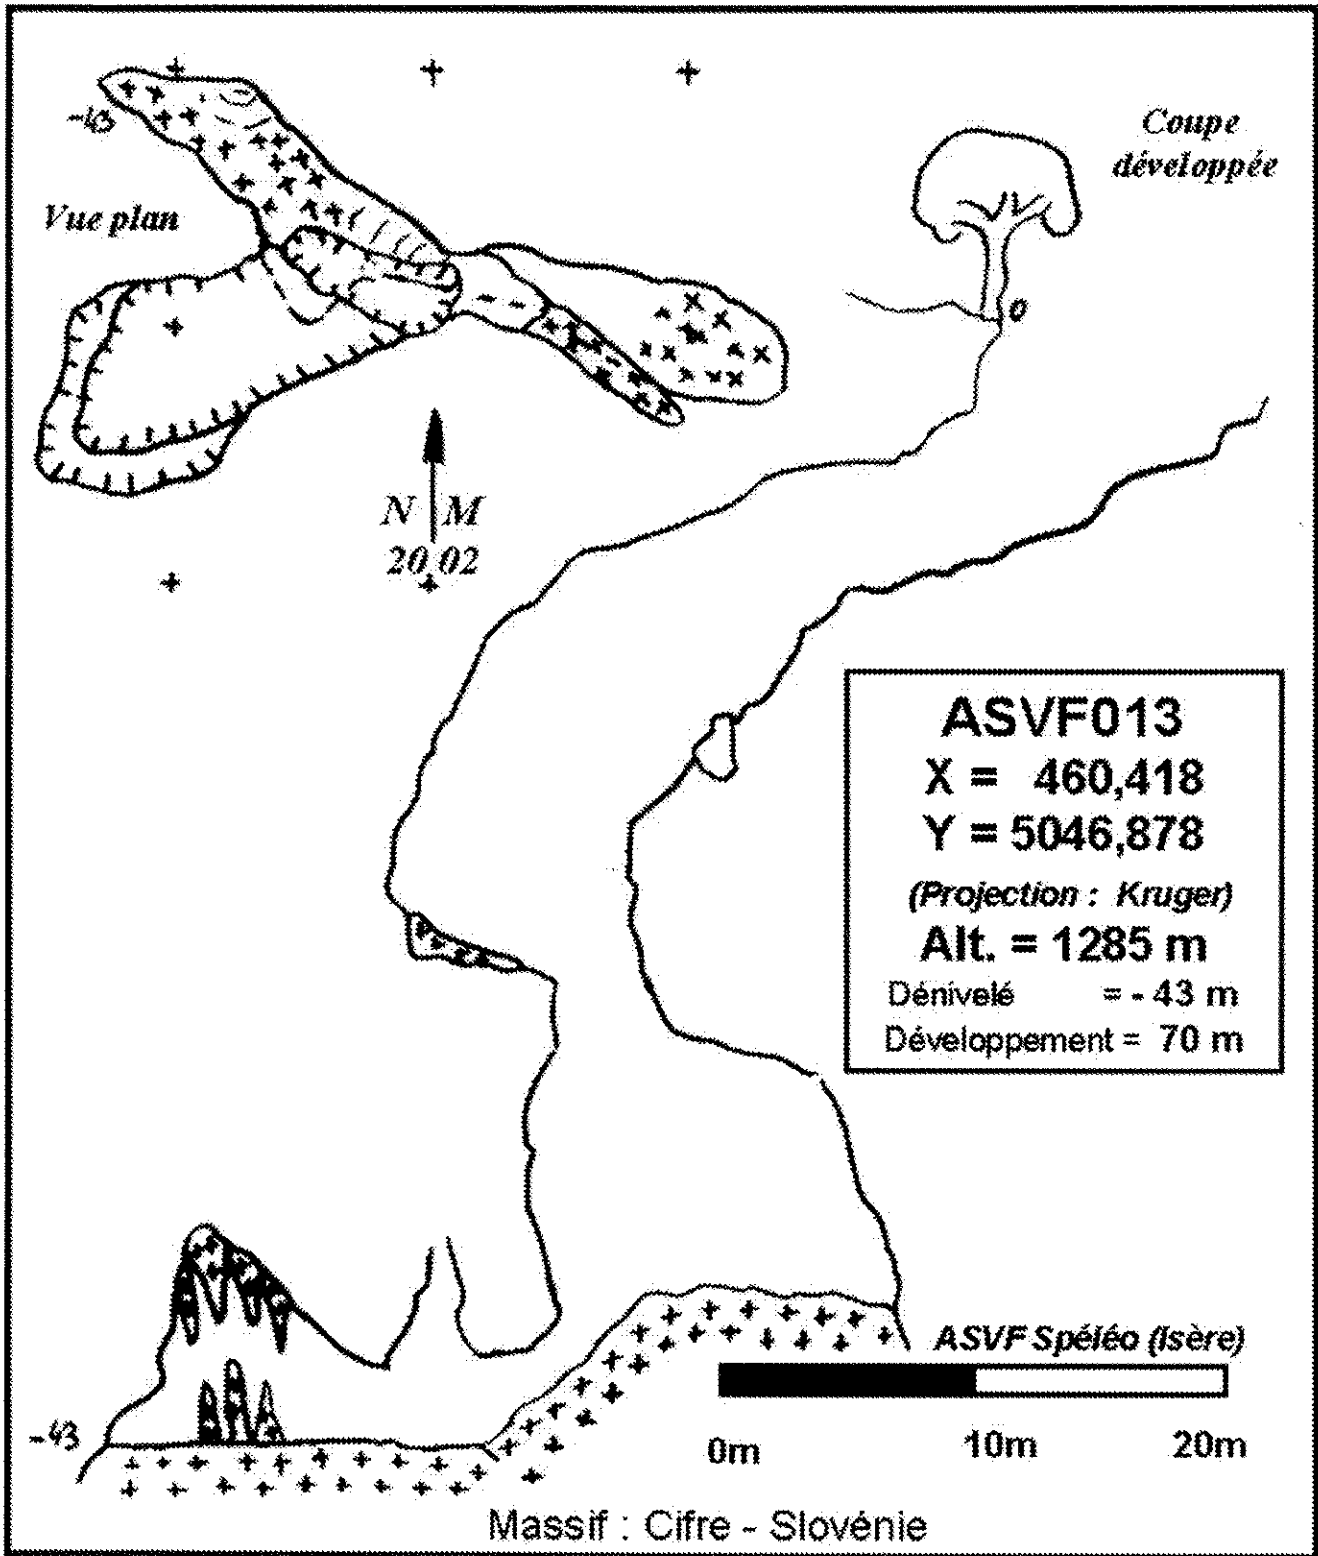 Coupe
développée
-43
Vue plan
0
N M
20 02
ASVF013
X = 460,418
Y = 5046,878
(Projection : Kruger)
Alt. = 1285 m
Dénivelé = - 43 m
Développement = 70 m
ASVF Spéléo (Isère)
-43
0m 10m 20m
Massif : Cifre - Slovénie